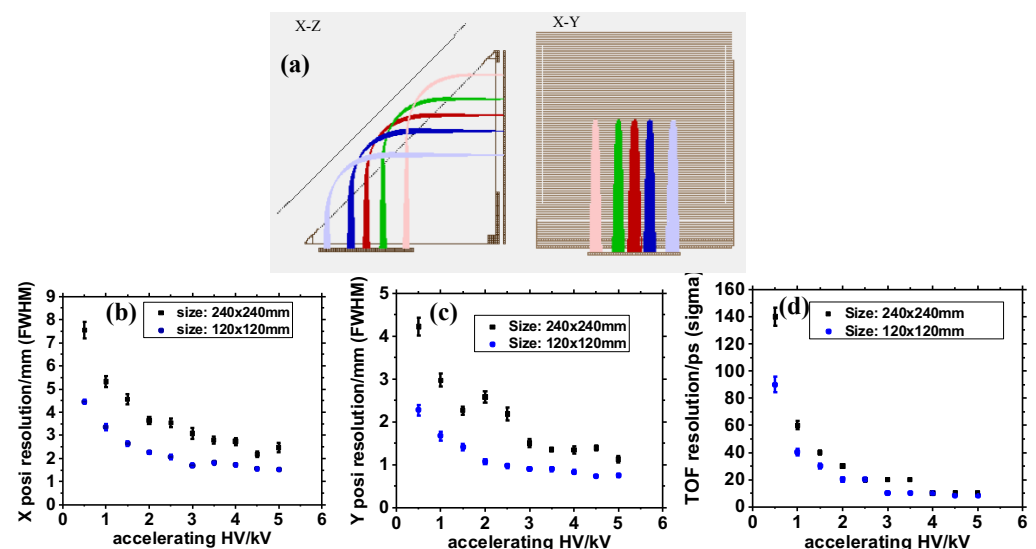 X-Z
X-Y
(a)
(b)
size: 240x240mm
size: 120x120mm
X posi resolution/mm (FWHM)
9
8
7
6
5
4
3
2
1
0
0 1 2 3 4 5 6
accelerating HV/kV
(c)
Size: 240x240mm
Size: 120x120mm
Y posi resolution/mm (FWHM)
5
4
3
2
1
0
0 1 2 3 4 5 6
accelerating HV/kV
(d)
Size: 240x240mm
Size: 120x120mm
TOF resolution/ps (sigma)
160
140
120
100
80
60
40
20
0
0 1 2 3 4 5 6
accelerating HV/kV